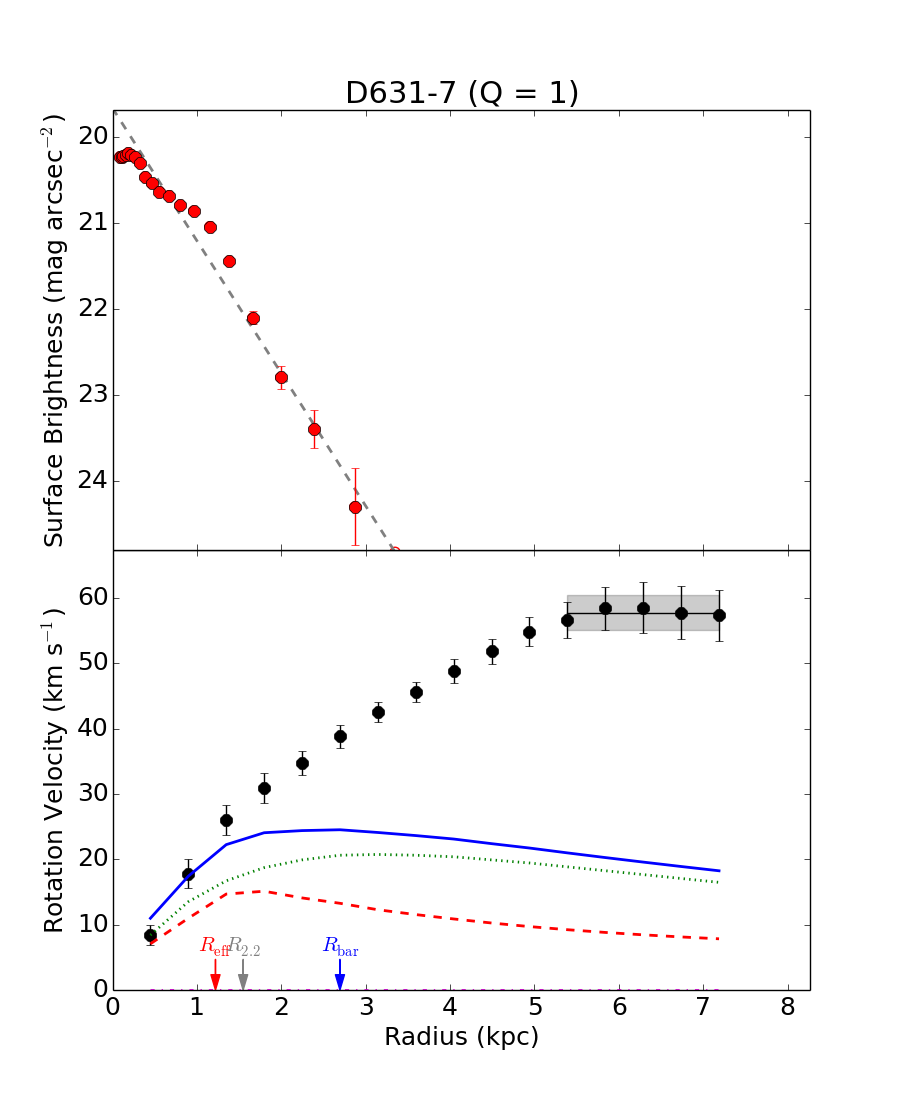 D631-7 (Q = 1)
Surface Brightness (mag arcsec⁻²)
20
21
22
23
24
Rotation Velocity (km s⁻¹)
60
50
40
30
20
10
0
R_eff R_2.2 R_bar
0 1 2 3 4 5 6 7 8
Radius (kpc)